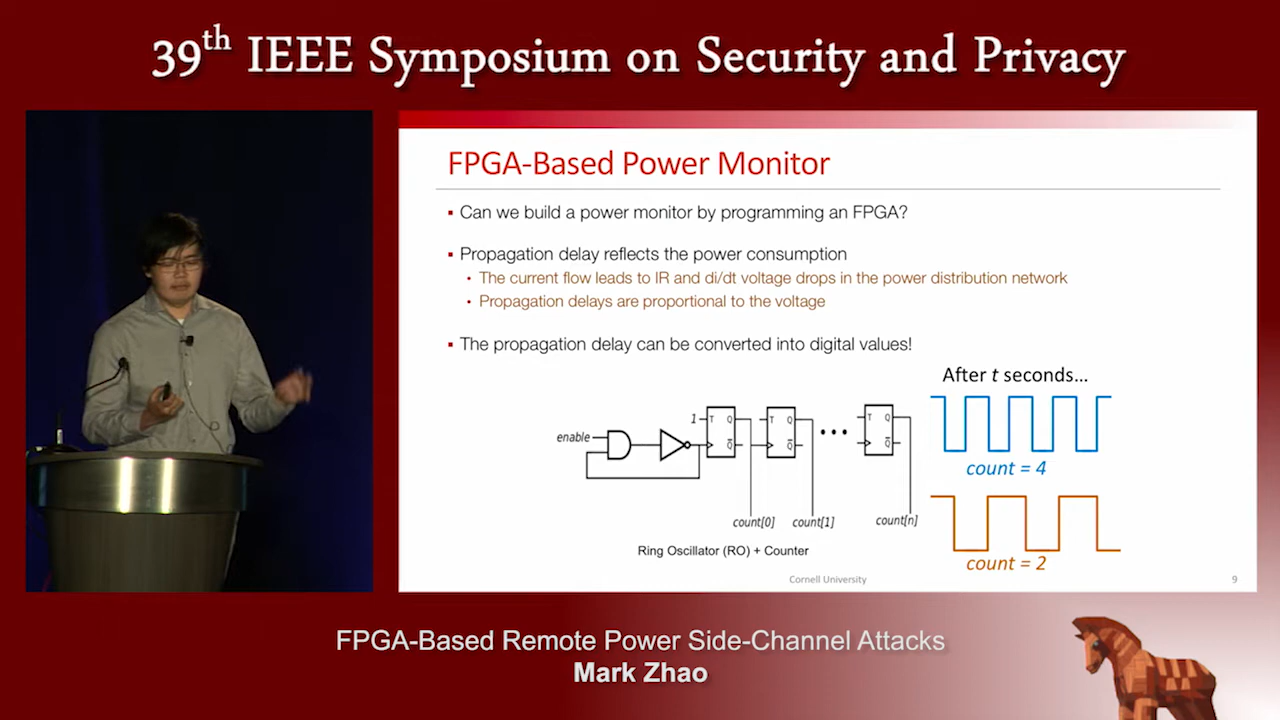 39th IEEE Symposium on Security and Privacy
FPGA-Based Power Monitor
Can we build a power monitor by programming an FPGA?
Propagation delay reflects the power consumption
The current flow leads to IR and di/dt voltage drops in the power distribution network
Propagation delays are proportional to the voltage
The propagation delay can be converted into digital values!
After t seconds...
enable
1
T Q
Q̅
T Q
Q̅
T Q
Q̅
count[0] count[1] count[n]
count = 4
count = 2
Ring Oscillator (RO) + Counter
Cornell University
9
FPGA-Based Remote Power Side-Channel Attacks
Mark Zhao